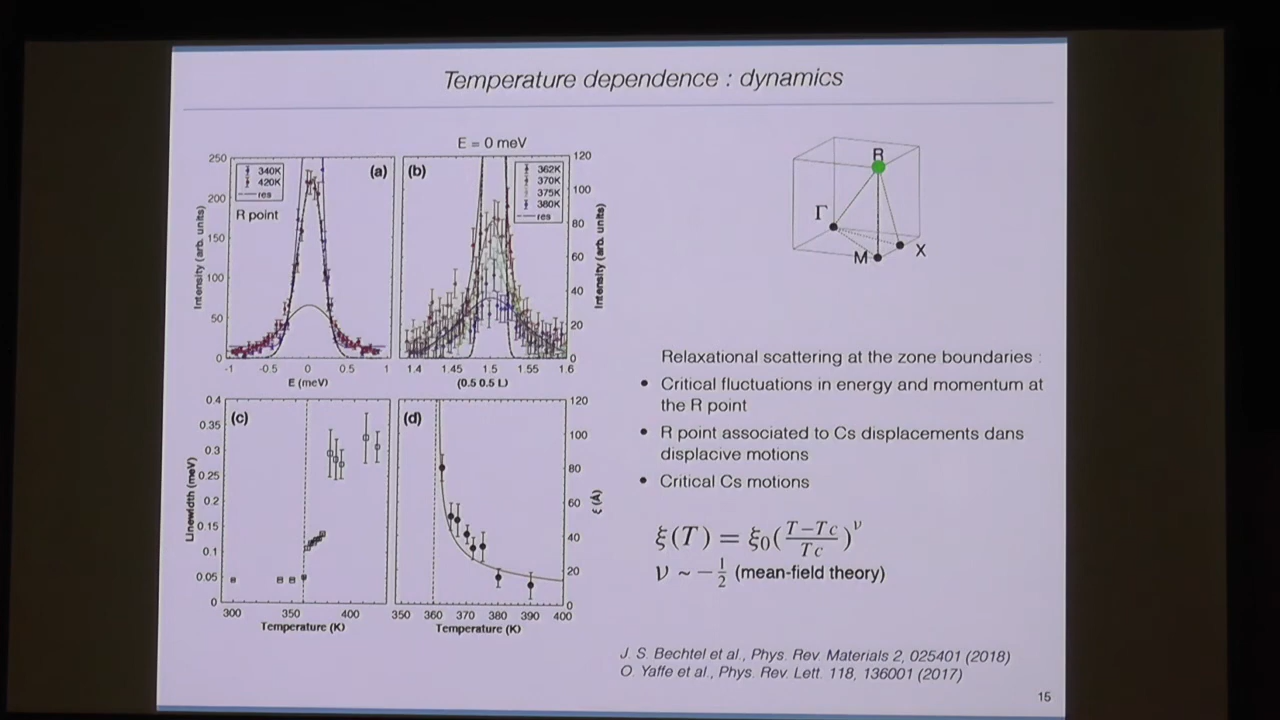 Temperature dependence : dynamics
E = 0 meV
250
200
150
100
50
0
Intensity (arb. units)
340K
420K
res
(a)
R point
-1 -0.5 0 0.5 1
E (meV)
(b)
362K
370K
375K
380K
res
120
100
80
60
40
20
0
Intensity (arb. units)
1.4 1.45 1.5 1.55 1.6
(0.5 0.5 L)
0.4
0.35
0.3
0.25
0.2
0.15
0.1
0.05
0
Linewidth (meV)
(c)
300 350 400
Temperature (K)
(d)
120
100
80
60
40
20
0
ξ (Å)
350 360 370 380 390 400
Temperature (K)
R
Γ
M
X
Relaxational scattering at the zone boundaries :
• Critical fluctuations in energy and momentum at
the R point
• R point associated to Cs displacements dans
displacive motions
• Critical Cs motions
ξ(T) = ξ0(T−Tc/Tc)^ν
ν ~ −1/2 (mean-field theory)
J. S. Bechtel et al., Phys. Rev. Materials 2, 025401 (2018)
O. Yaffe et al., Phys. Rev. Lett. 118, 136001 (2017)
15